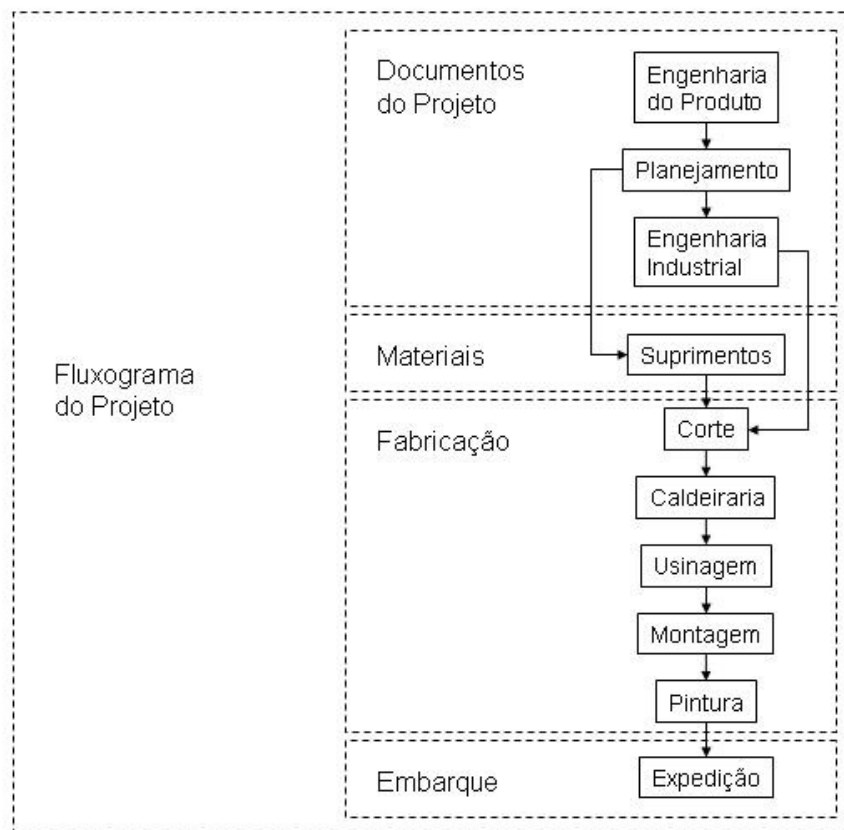 Fluxograma
do Projeto
Documentos
do Projeto
Engenharia
do Produto
Planejamento
Engenharia
Industrial
Materiais
Suprimentos
Fabricação
Corte
Caldeiraria
Usinagem
Montagem
Pintura
Embarque
Expedição